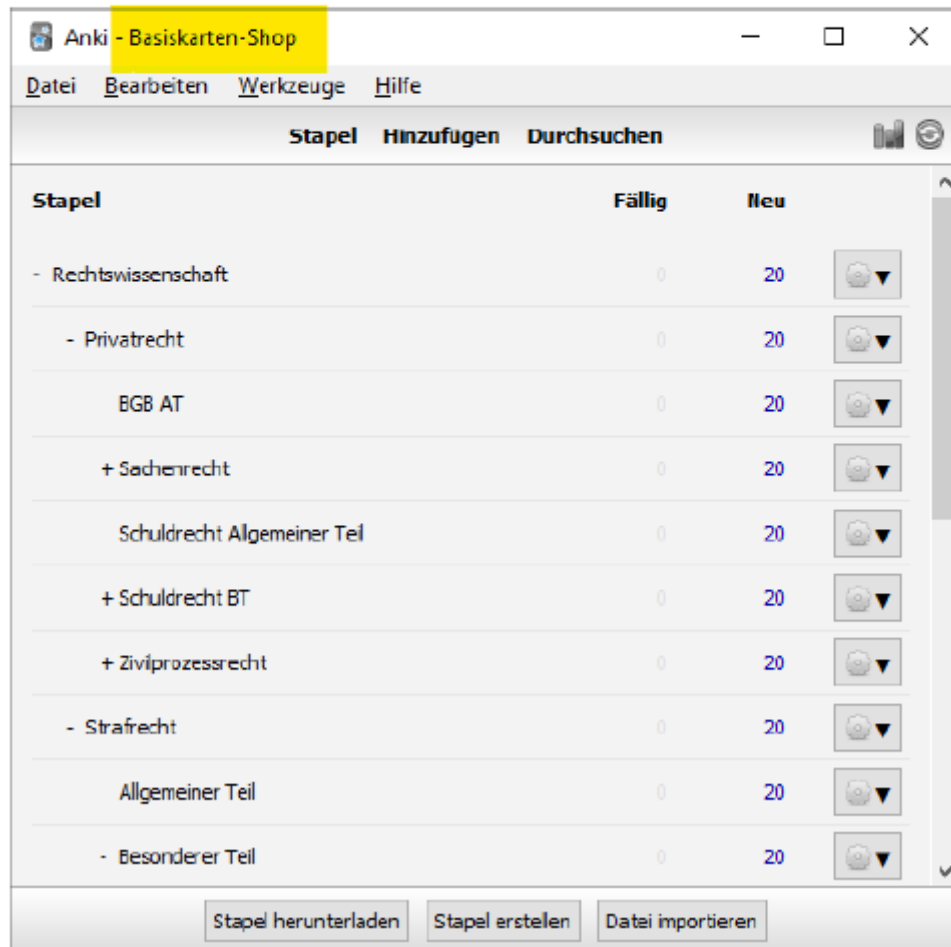 Anki - Basiskarten-Shop
Datei Bearbeiten Werkzeuge Hilfe
Stapel Hinzufügen Durchsuchen
Stapel Fällig Neu
- Rechtswissenschaft 0 20
- Privatrecht 0 20
BGB AT 0 20
+ Sachenrecht 0 20
Schuldrecht Allgemeiner Teil 0 20
+ Schuldrecht BT 0 20
+ Zivilprozessrecht 0 20
- Strafrecht 0 20
Allgemeiner Teil 0 20
- Besonderer Teil 0 20
Stapel herunterladen Stapel erstellen Datei importieren